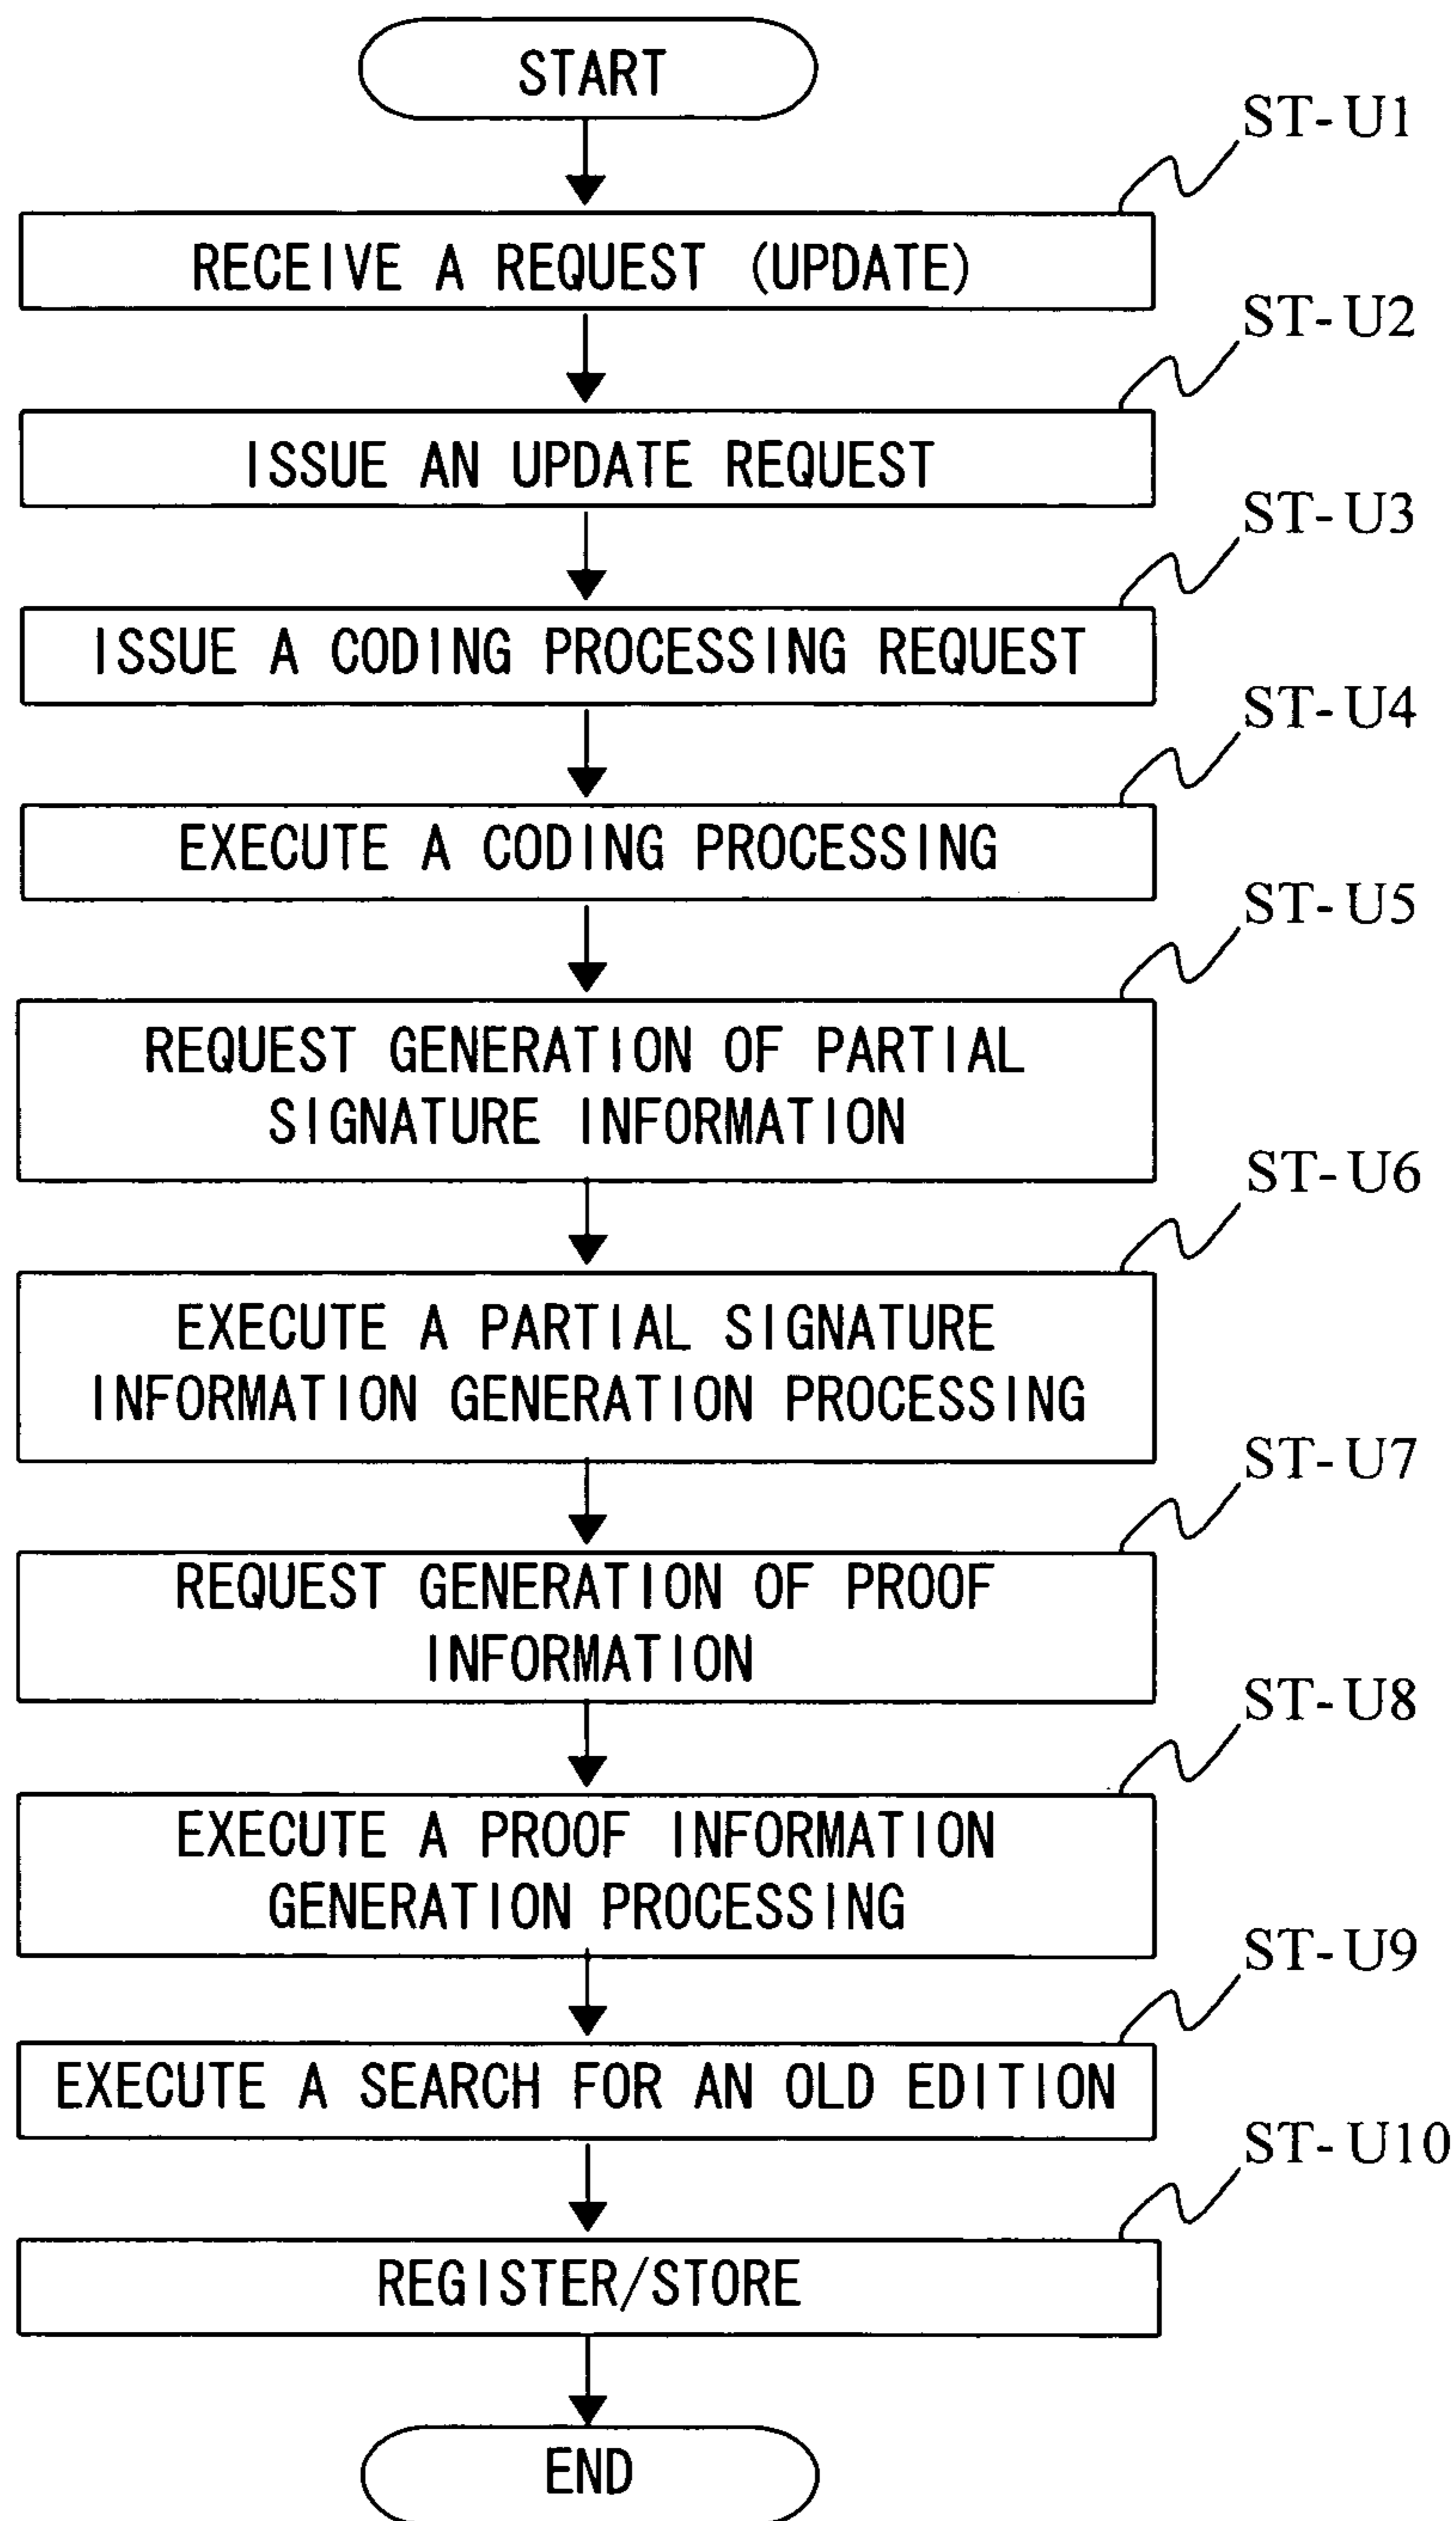 START
ST-U1
RECEIVE A REQUEST (UPDATE)
ST-U2
ISSUE AN UPDATE REQUEST
ST-U3
ISSUE A CODING PROCESSING REQUEST
ST-U4
EXECUTE A CODING PROCESSING
ST-U5
REQUEST GENERATION OF PARTIAL
SIGNATURE INFORMATION
ST-U6
EXECUTE A PARTIAL SIGNATURE
INFORMATION GENERATION PROCESSING
ST-U7
REQUEST GENERATION OF PROOF
INFORMATION
ST-U8
EXECUTE A PROOF INFORMATION
GENERATION PROCESSING
ST-U9
EXECUTE A SEARCH FOR AN OLD EDITION
ST-U10
REGISTER/STORE
END